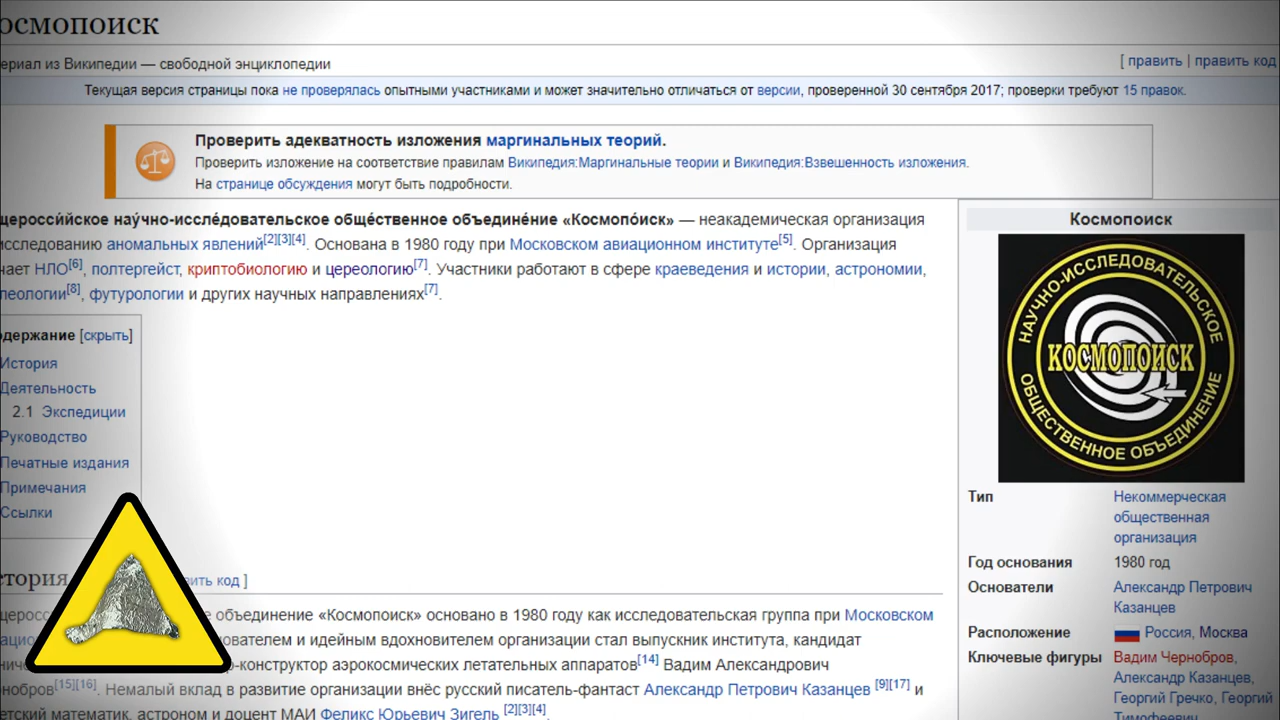 осмопоиск
ериал из Википедии — свободной энциклопедии
[ править | править код
Текущая версия страницы пока не проверялась опытными участниками и может значительно отличаться от версии, проверенной 30 сентября 2017; проверки требуют 15 правок.
Проверить адекватность изложения маргинальных теорий.
Проверить изложение на соответствие правилам Википедия:Маргинальные теории и Википедия:Взвешенность изложения.
На странице обсуждения могут быть подробности.
щеросси́йское нау́чно-иссле́довательское обще́ственное объедине́ние «Космопо́иск» — неакадемическая организация
исследованию аномальных явлений[2][3][4]. Основана в 1980 году при Московском авиационном институте[5]. Организация
чает НЛО[6], полтергейст, криптобиологию и цереологию[7]. Участники работают в сфере краеведения и истории, астрономии,
леологии[8], футурологии и других научных направлениях[7].
одержание [скрыть]
История
Деятельность
2.1 Экспедиции
Руководство
Печатные издания
Примечания
Ссылки
стория
вить код ]
щеросс
е объединение «Космопоиск» основано в 1980 году как исследовательская группа при Московском
ацио
ователем и идейным вдохновителем организации стал выпускник института, кандидат
ниче
р-конструктор аэрокосмических летательных аппаратов[14] Вадим Александрович
нобров[15][16]. Немалый вклад в развитие организации внёс русский писатель-фантаст Александр Петрович Казанцев [9][17] и
етский математик, астроном и доцент МАИ Феликс Юрьевич Зигель [2][3][4].
Космопоиск
НАУЧНО-ИССЛЕДОВАТЕЛЬСКОЕ
КОСМОПОИСК
ОБЩЕСТВЕННОЕ ОБЪЕДИНЕНИЕ
Тип Некоммерческая
общественная
организация
Год основания 1980 год
Основатели Александр Петрович
Казанцев
Расположение Россия, Москва
Ключевые фигуры Вадим Чернобров,
Александр Казанцев,
Георгий Гречко, Георгий
Тимофеевич